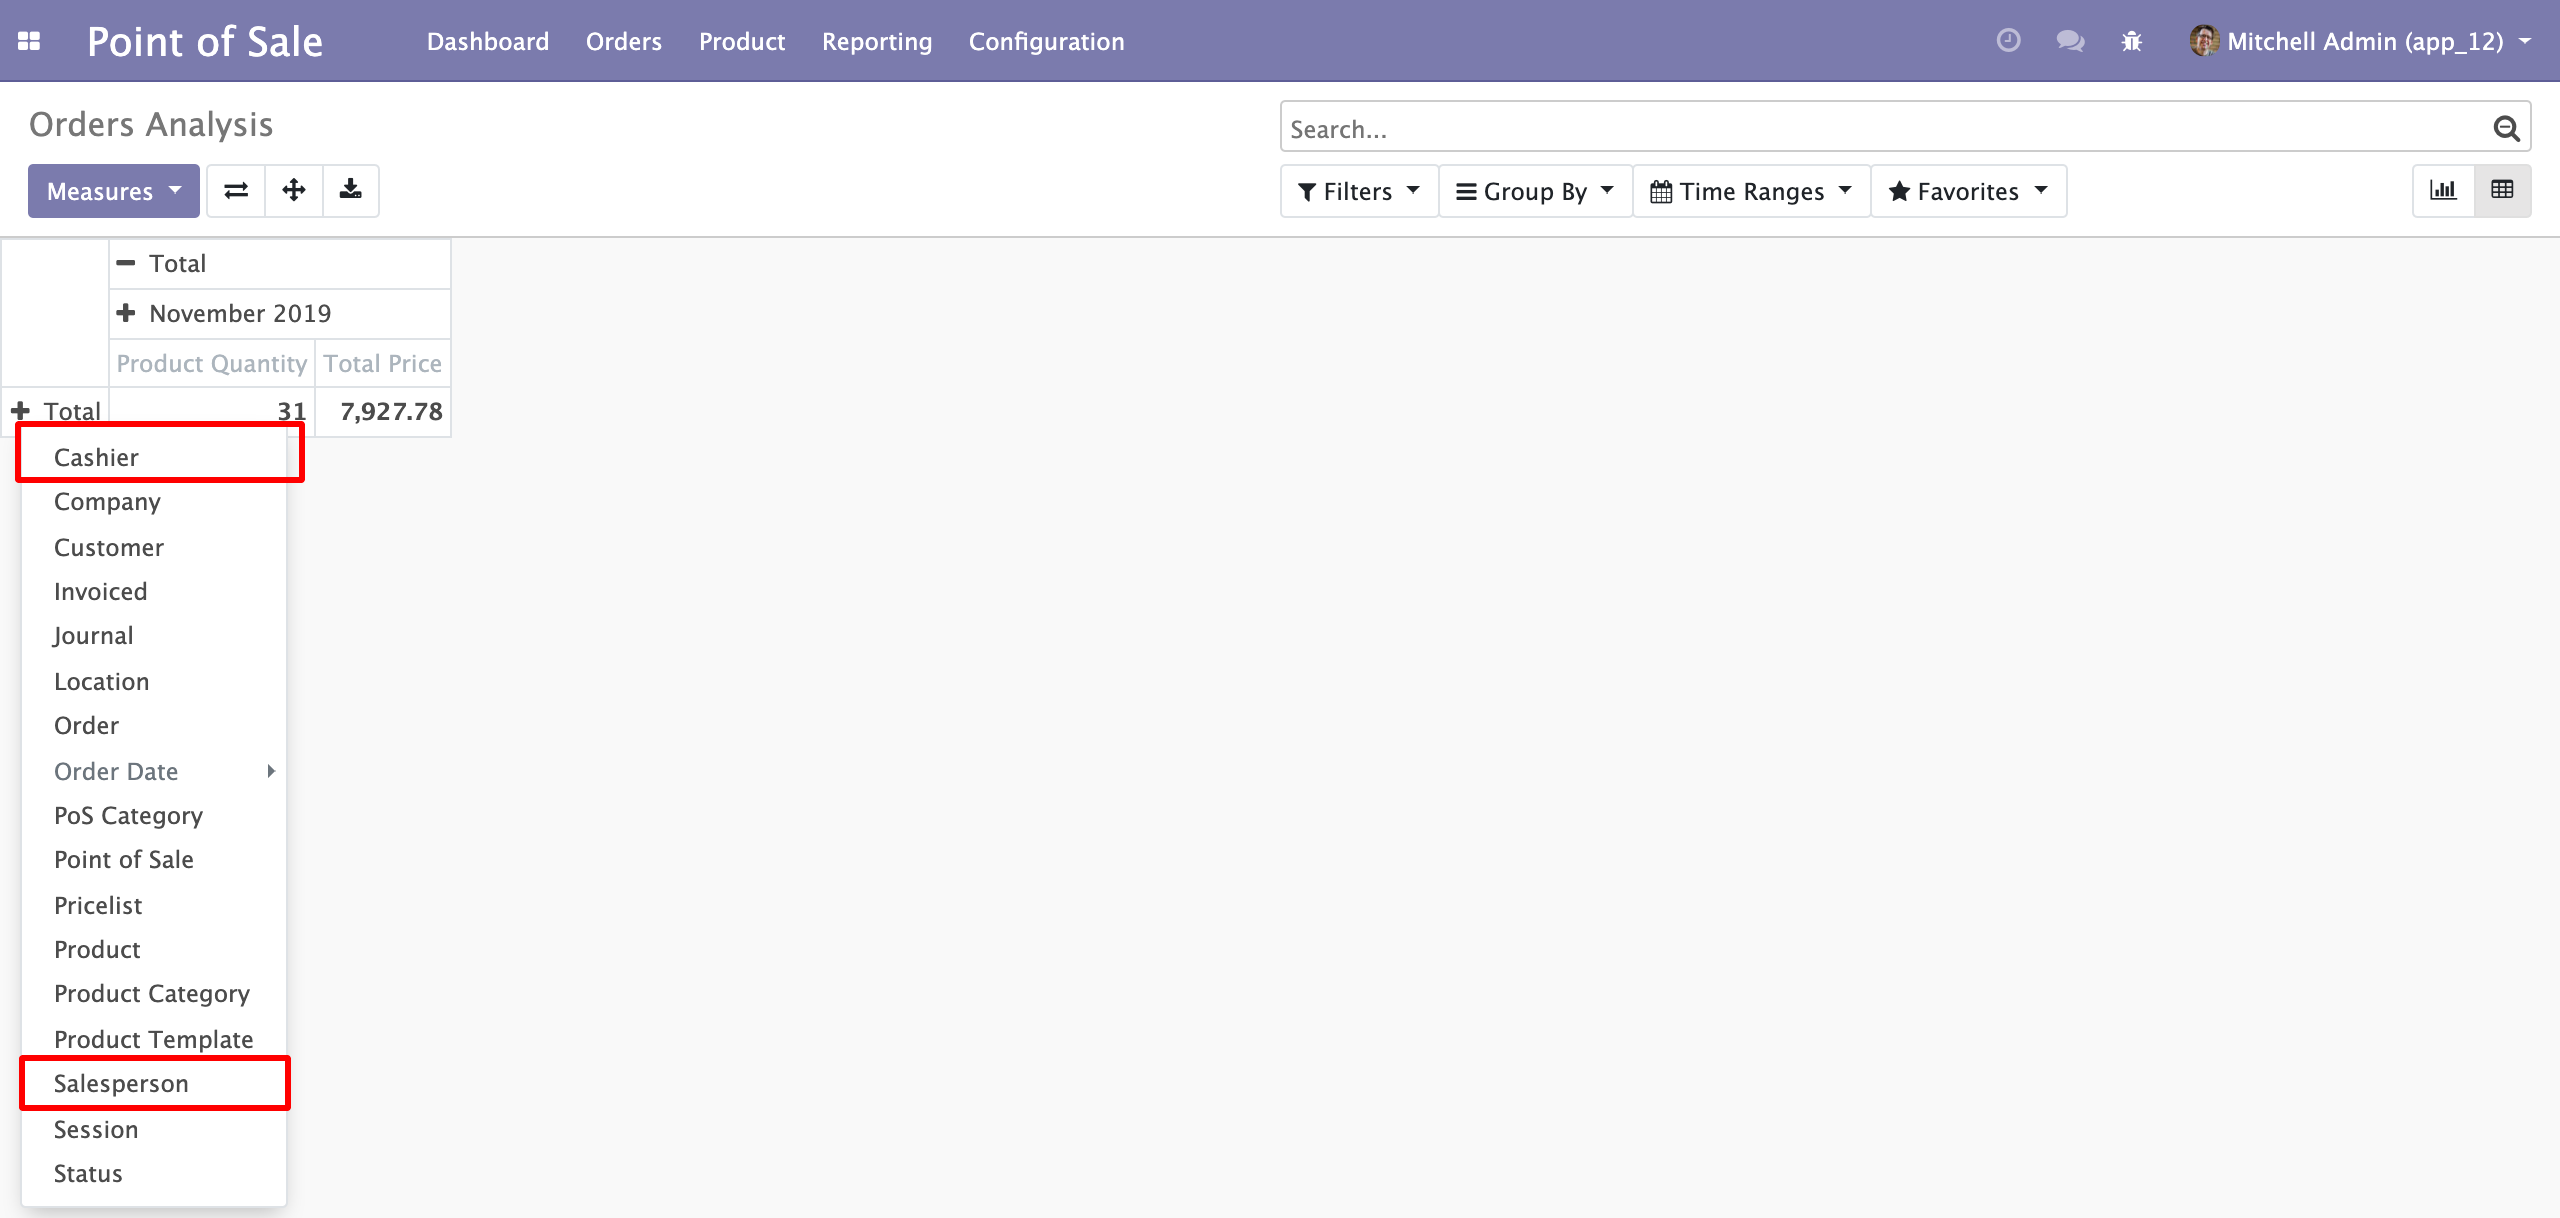 Point of Sale Dashboard Orders Product Reporting Configuration Mitchell Admin (app_12)
Orders Analysis
Search...
Measures
Filters Group By Time Ranges Favorites
Total
November 2019
Product Quantity Total Price
Total 31 7,927.78
Cashier
Company
Customer
Invoiced
Journal
Location
Order
Order Date
PoS Category
Point of Sale
Pricelist
Product
Product Category
Product Template
Salesperson
Session
Status